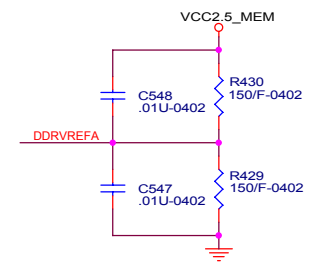 VCC2.5_MEM
C548
.01U-0402
R430
150/F-0402
DDRVREFA
C547
.01U-0402
R429
150/F-0402